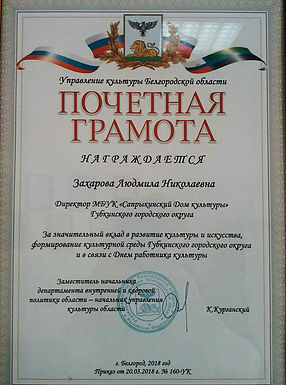 Управление культуры Белгородской области
ПОЧЕТНАЯ
ГРАМОТА
НАГРАЖДАЕТСЯ
Захарова Людмила Николаевна
Директор МБУК «Сапрыкинский Дом культуры»
Губкинского городского округа
За значительный вклад в развитие культуры и искусства,
формирование культурной среды Губкинского городского округа
и в связи с Днем работника культуры
Заместитель начальника
департамента внутренней и кадровой
политики области – начальник управления
культуры области
К.Курганский
г. Белгород, 2018 год
Приказ от 20.03.2018 г. № 160-УК